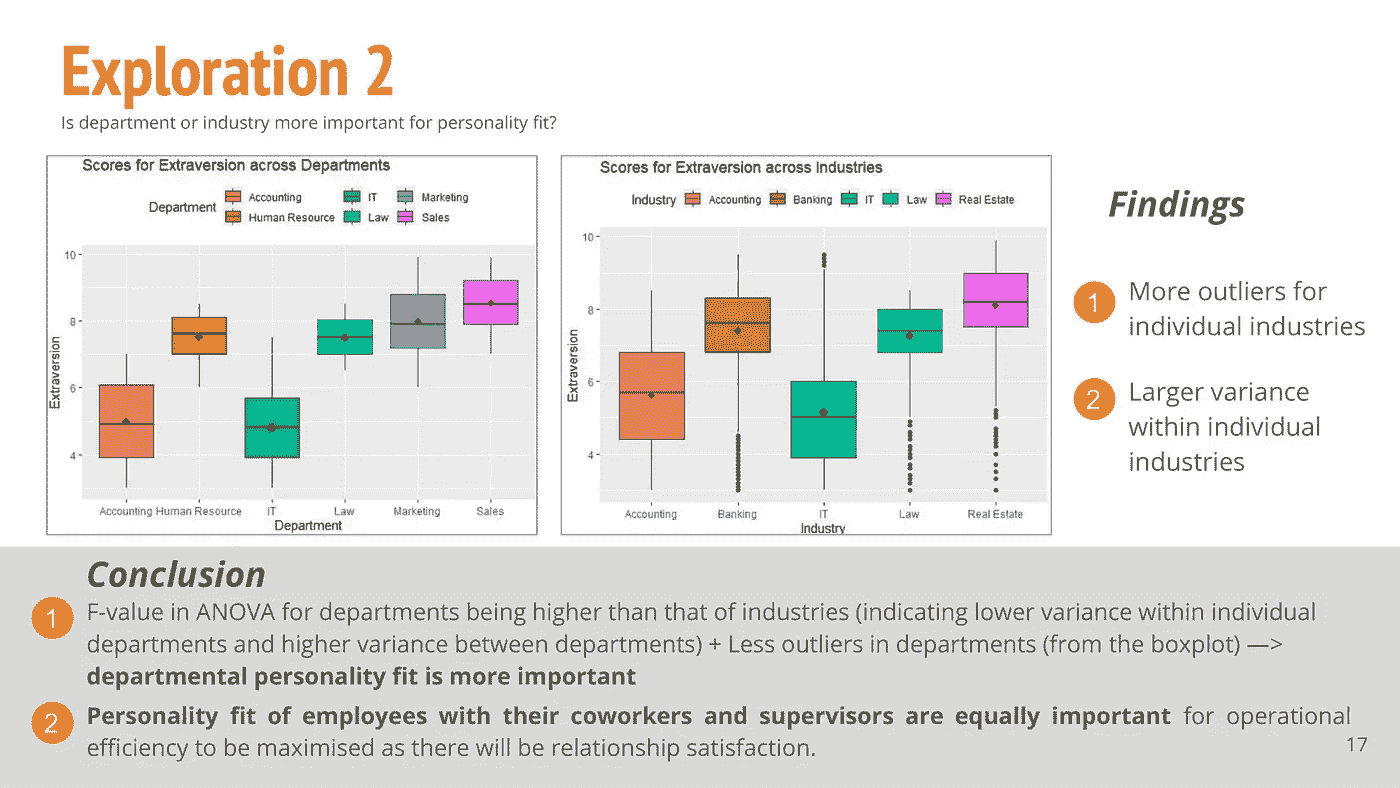 Exploration 2
Is department or industry more important for personality fit?
Scores for Extraversion across Departments
Department
Accounting
IT
Marketing
Human Resource
Law
Sales
Extraversion
10
8
6
4
Accounting
Human Resource
IT
Law
Marketing
Sales
Department
Scores for Extraversion across Industries
Industry
Accounting
Banking
IT
Law
Real Estate
Extraversion
10
8
6
4
Accounting
Banking
IT
Law
Real Estate
Industry
Findings
1
More outliers for
individual industries
2
Larger variance
within individual
industries
Conclusion
1
F-value in ANOVA for departments being higher than that of industries (indicating lower variance within individual
departments and higher variance between departments) + Less outliers in departments (from the boxplot) —>
departmental personality fit is more important
2
Personality fit of employees with their coworkers and supervisors are equally important for operational
efficiency to be maximised as there will be relationship satisfaction.
17